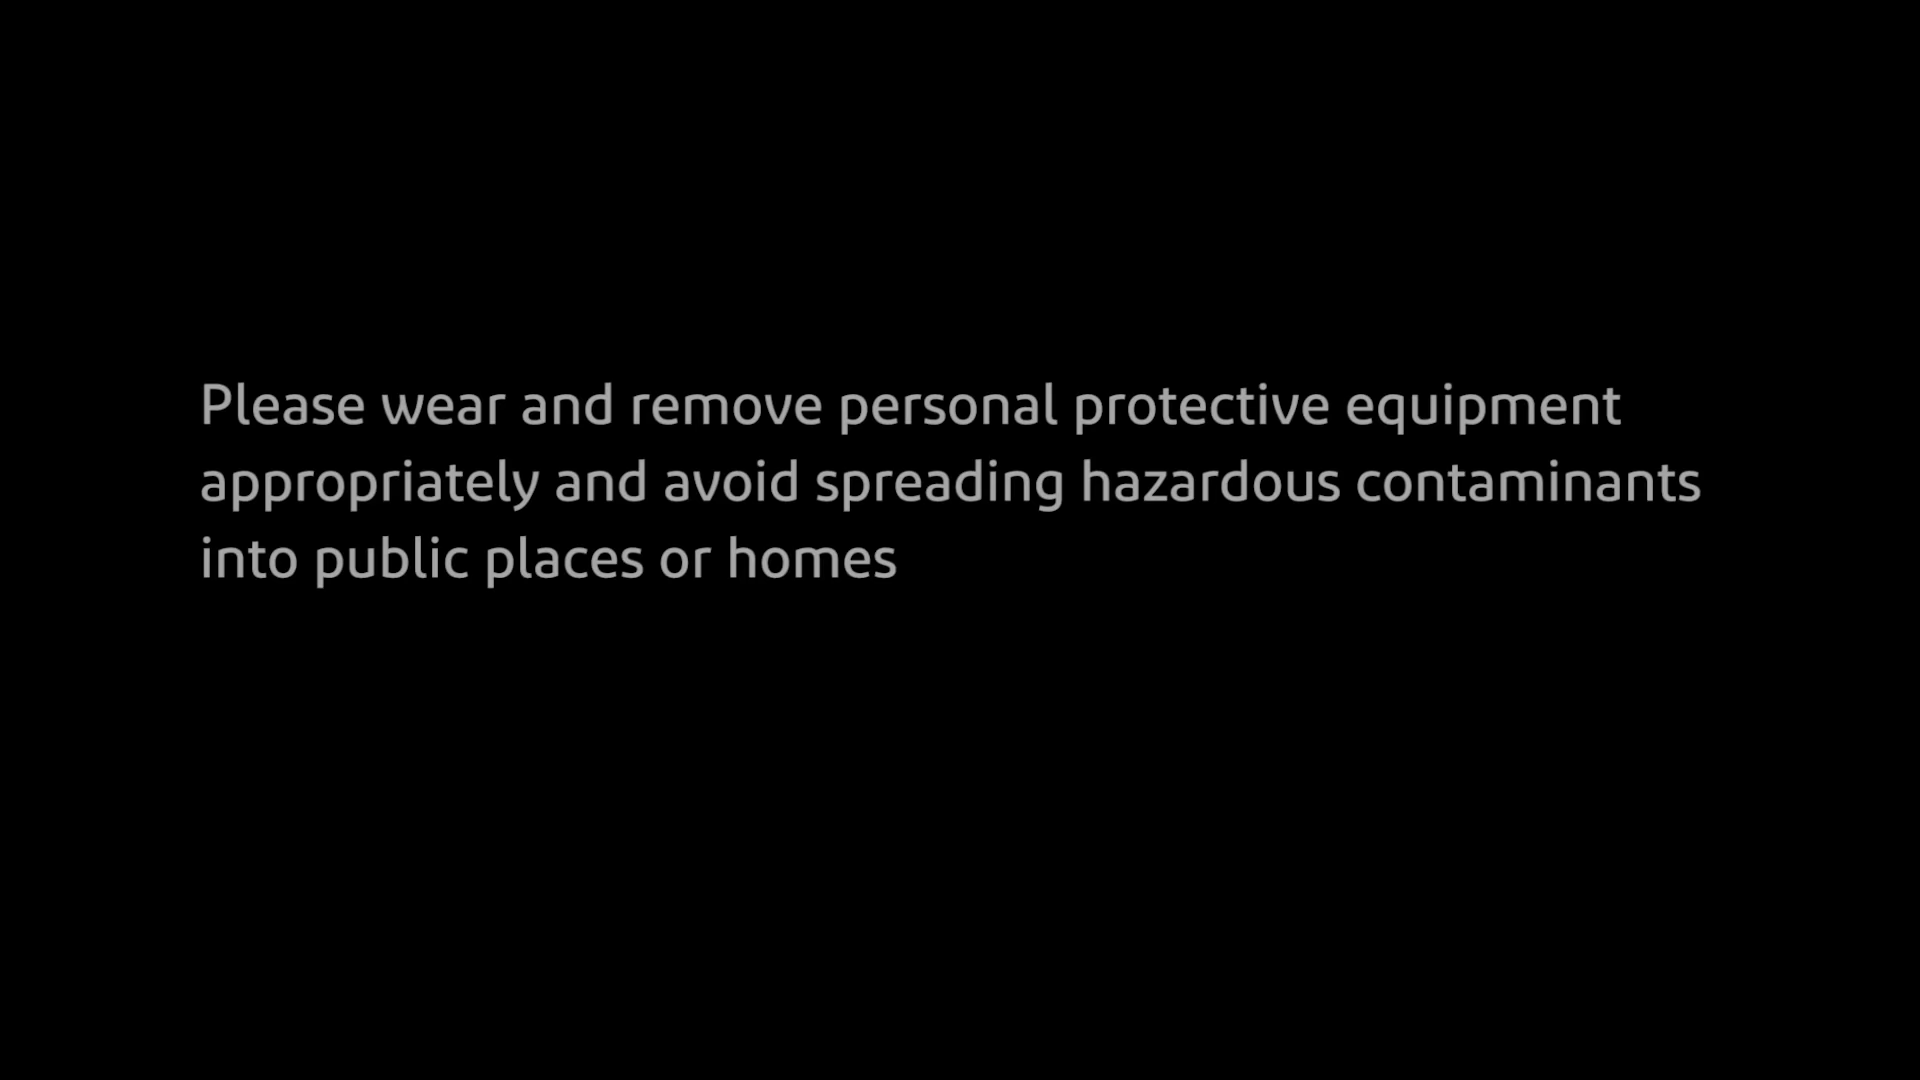 Please wear and remove personal protective equipment
appropriately and avoid spreading hazardous contaminants
into public places or homes